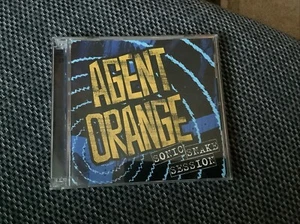 AGENT
ORANGE
SONIC SNAKE
SESSION